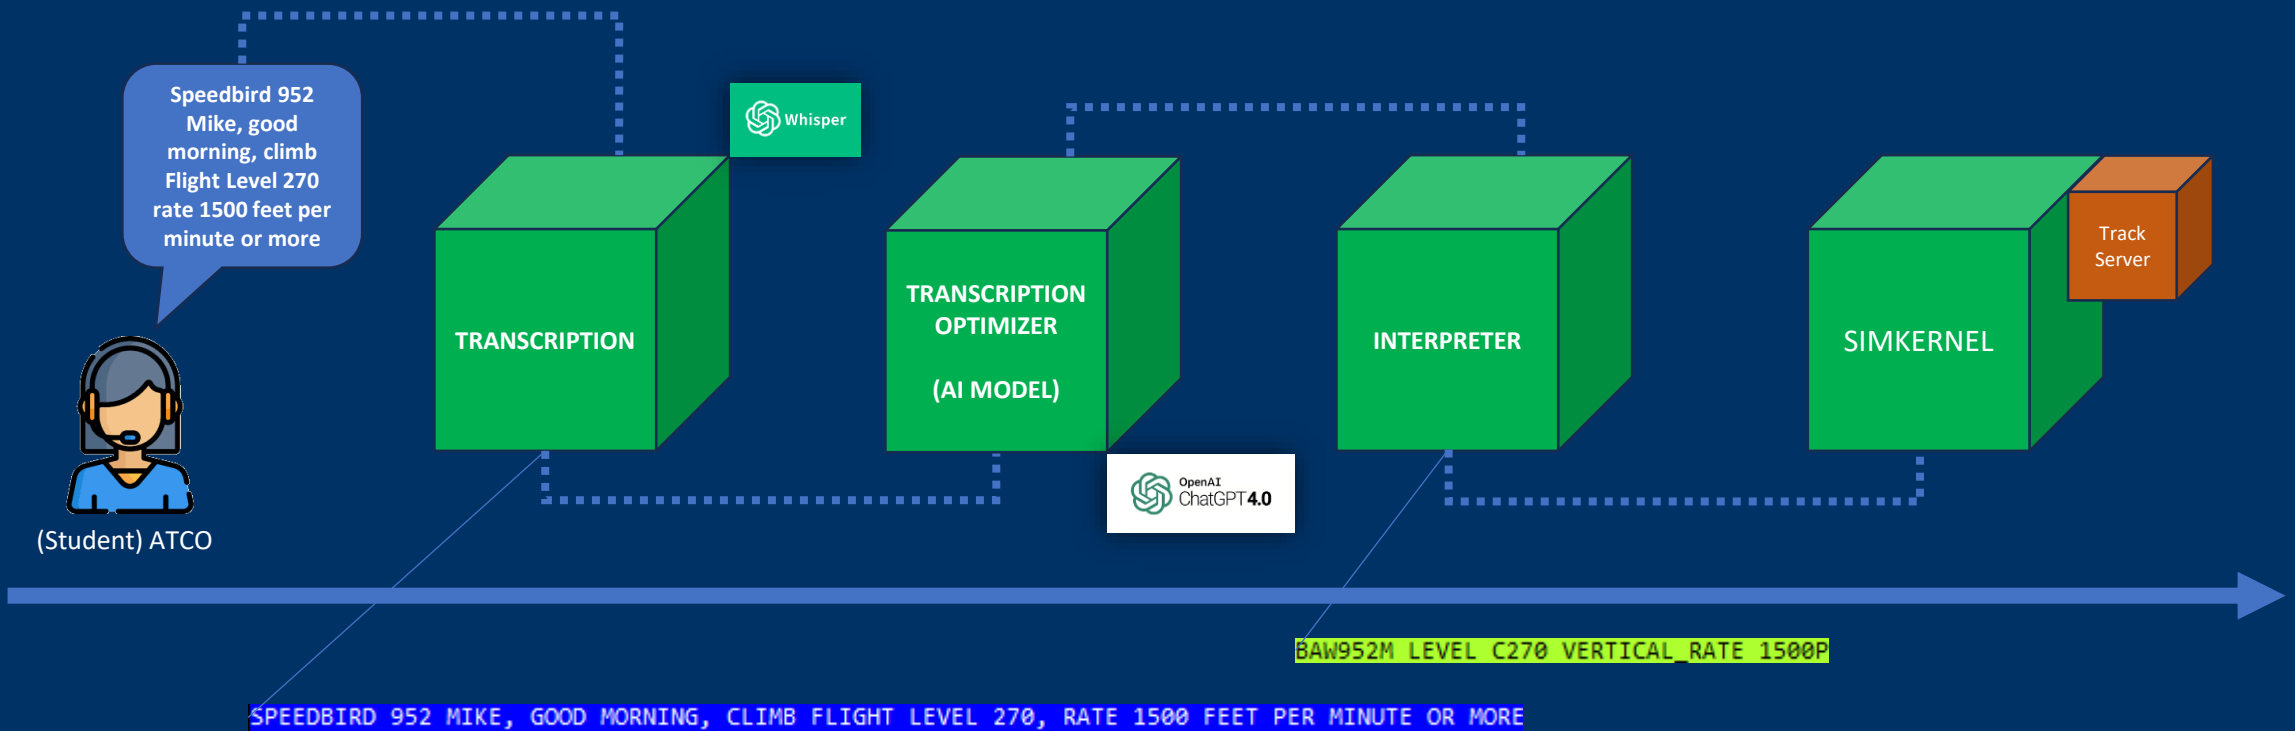 Speedbird 952
Mike, good
morning, climb
Flight Level 270
rate 1500 feet per
minute or more
(Student) ATCO
TRANSCRIPTION
Whisper
TRANSCRIPTION
OPTIMIZER
(AI MODEL)
OpenAI
ChatGPT 4.0
INTERPRETER
SIMKERNEL
Track
Server
BAW952M LEVEL C270 VERTICAL_RATE 1500P
SPEEDBIRD 952 MIKE, GOOD MORNING, CLIMB FLIGHT LEVEL 270, RATE 1500 FEET PER MINUTE OR MORE